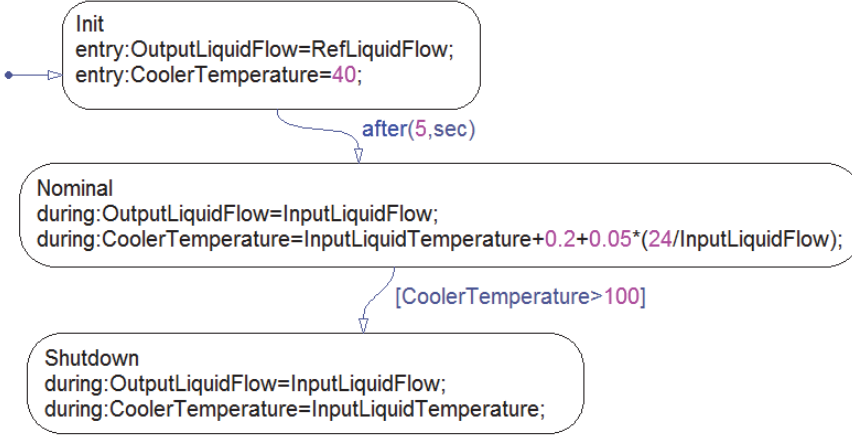 Init
entry:OutputLiquidFlow=RefLiquidFlow;
entry:CoolerTemperature=40;
after(5,sec)
Nominal
during:OutputLiquidFlow=InputLiquidFlow;
during:CoolerTemperature=InputLiquidTemperature+0.2+0.05*(24/InputLiquidFlow);
[CoolerTemperature>100]
Shutdown
during:OutputLiquidFlow=InputLiquidFlow;
during:CoolerTemperature=InputLiquidTemperature;